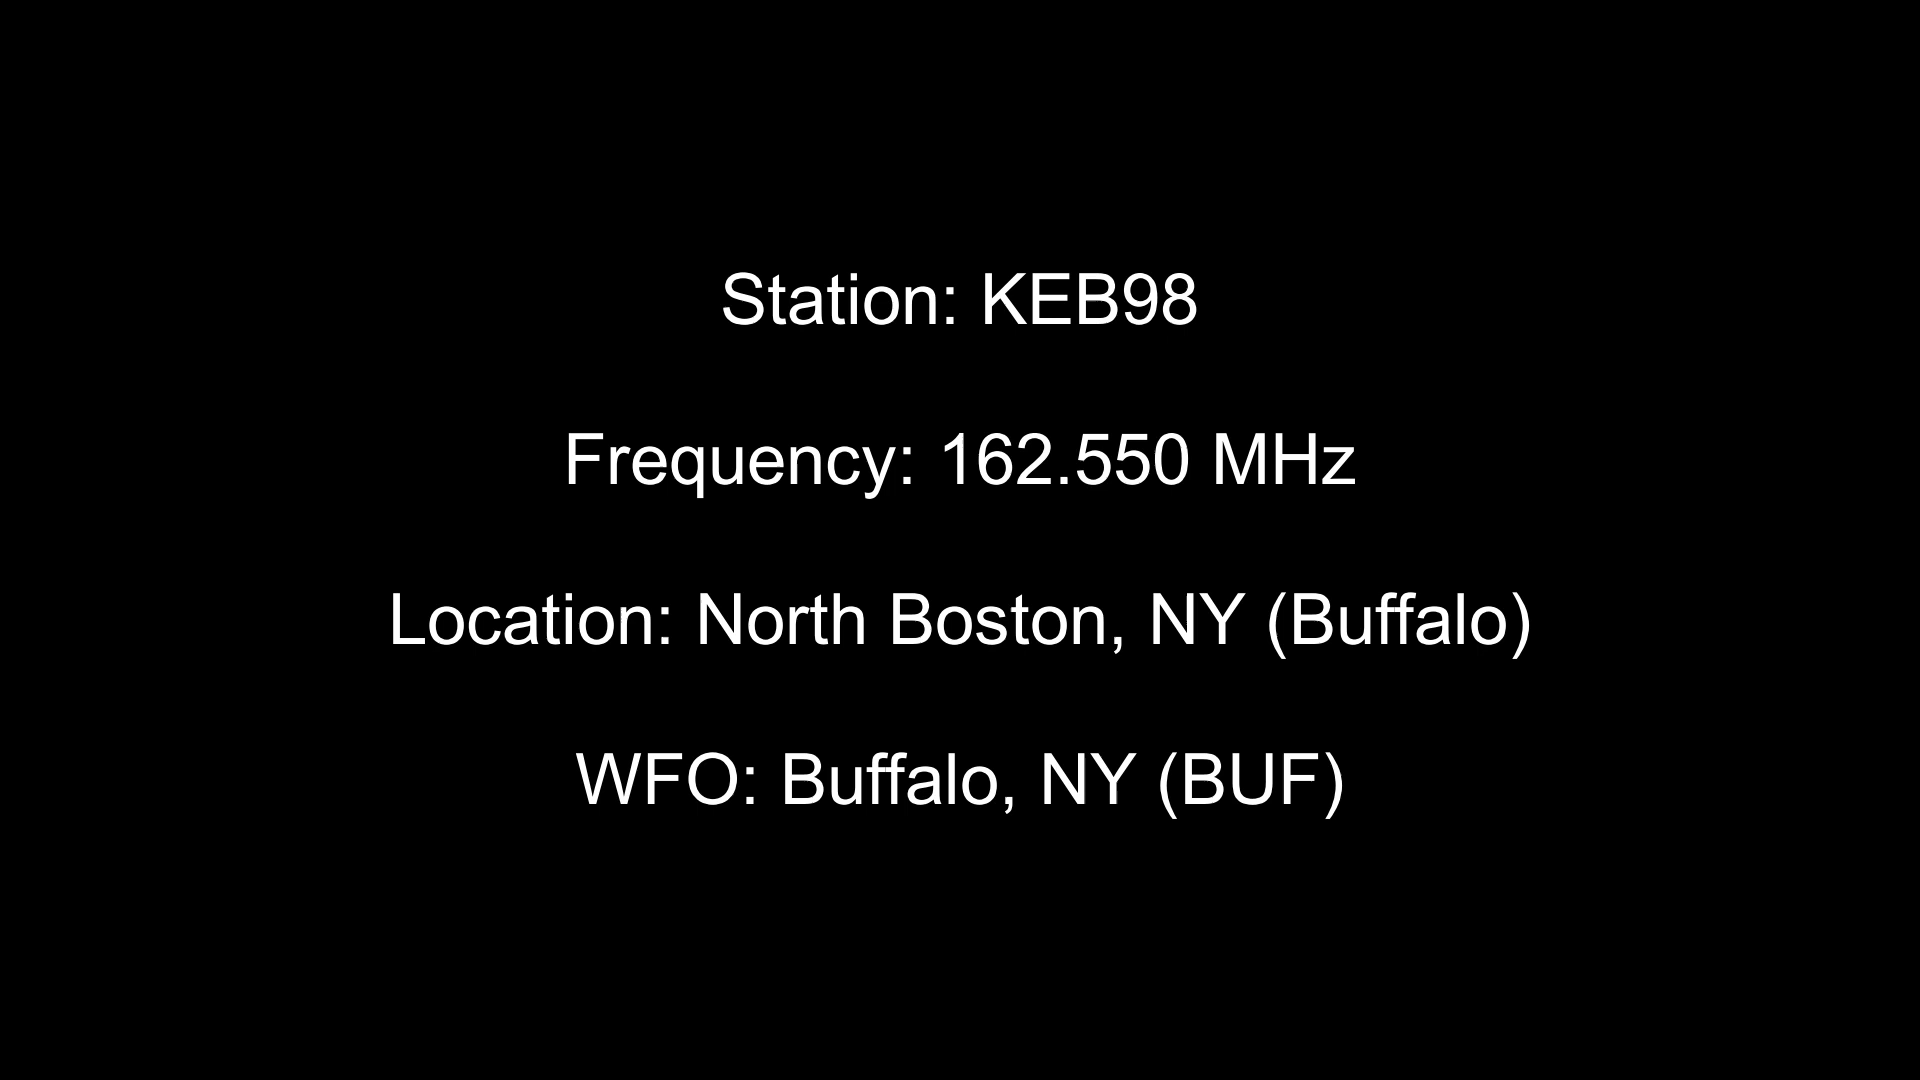 Station: KEB98
Frequency: 162.550 MHz
Location: North Boston, NY (Buffalo)
WFO: Buffalo, NY (BUF)